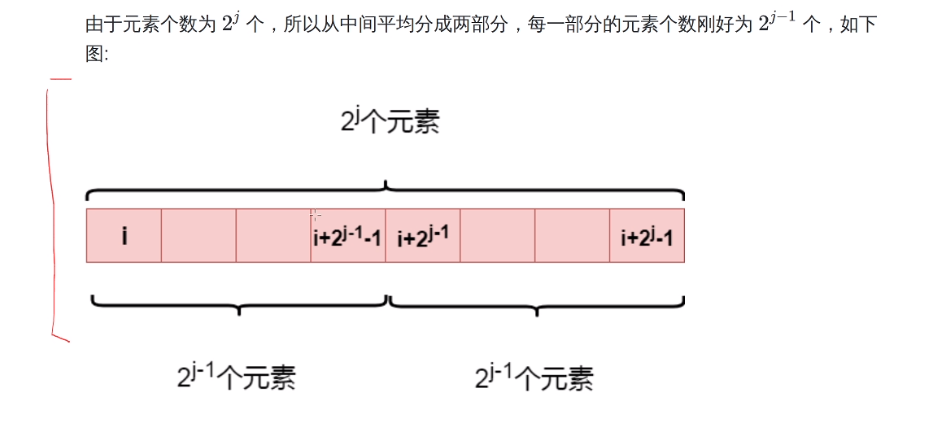 由于元素个数为 2^j 个，所以从中间平均分成两部分，每一部分的元素个数刚好为 2^{j−1} 个，如下
图:
2^j个元素
i i+2^{j-1}-1 i+2^{j-1} i+2^j-1
2^{j-1}个元素 2^{j-1}个元素